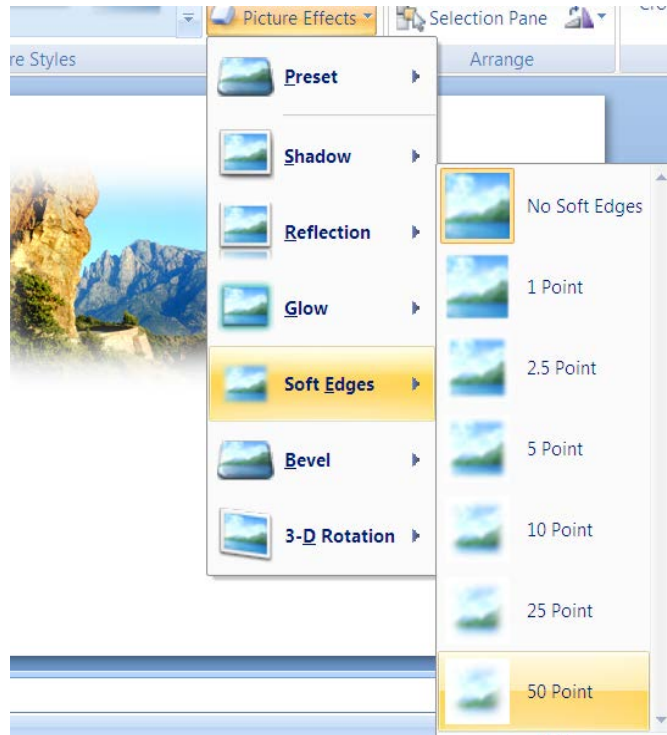 Picture Effects
Selection Pane
re Styles
Arrange
Preset
Shadow
Reflection
Glow
Soft Edges
Bevel
3-D Rotation
No Soft Edges
1 Point
2.5 Point
5 Point
10 Point
25 Point
50 Point